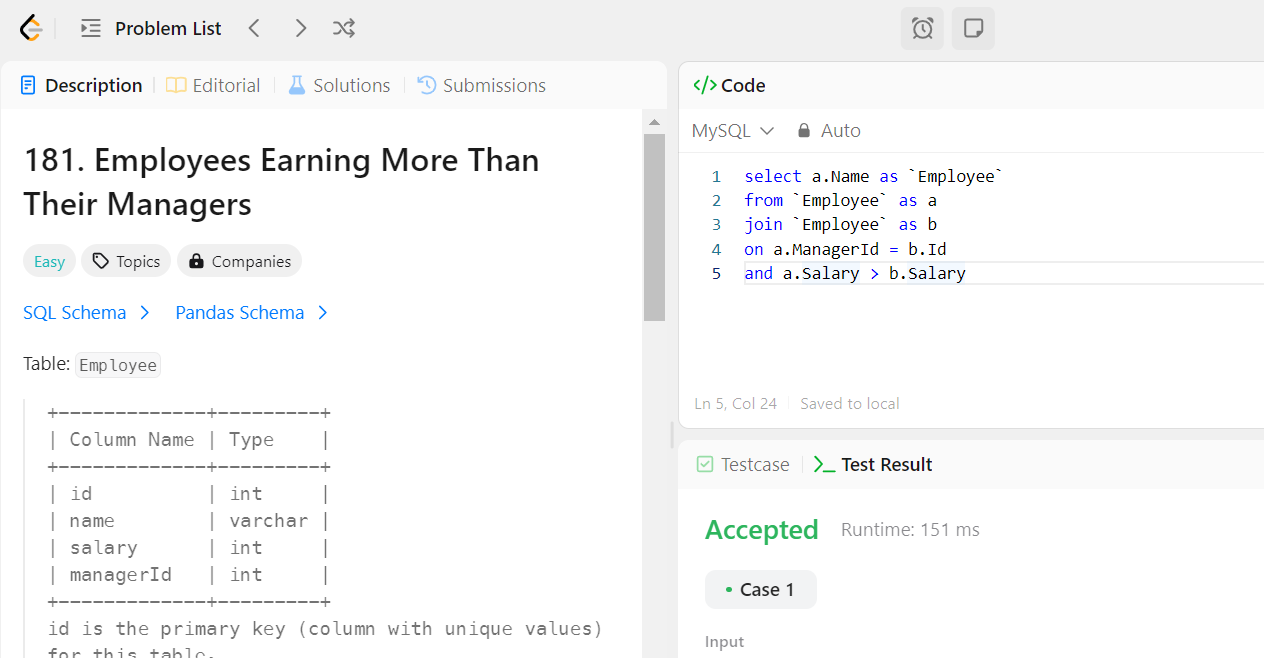 Problem List
Description Editorial Solutions Submissions
181. Employees Earning More Than
Their Managers
Easy Topics Companies
SQL Schema Pandas Schema
Table: Employee
+-------------+---------+
| Column Name | Type    |
+-------------+---------+
| id          | int     |
| name        | varchar |
| salary      | int     |
| managerId   | int     |
+-------------+---------+
id is the primary key (column with unique values)
for this table.
</> Code
MySQL Auto
1 select a.Name as `Employee`
2 from `Employee` as a
3 join `Employee` as b
4 on a.ManagerId = b.Id
5 and a.Salary > b.Salary
Ln 5, Col 24 Saved to local
Testcase >_ Test Result
Accepted Runtime: 151 ms
• Case 1
Input